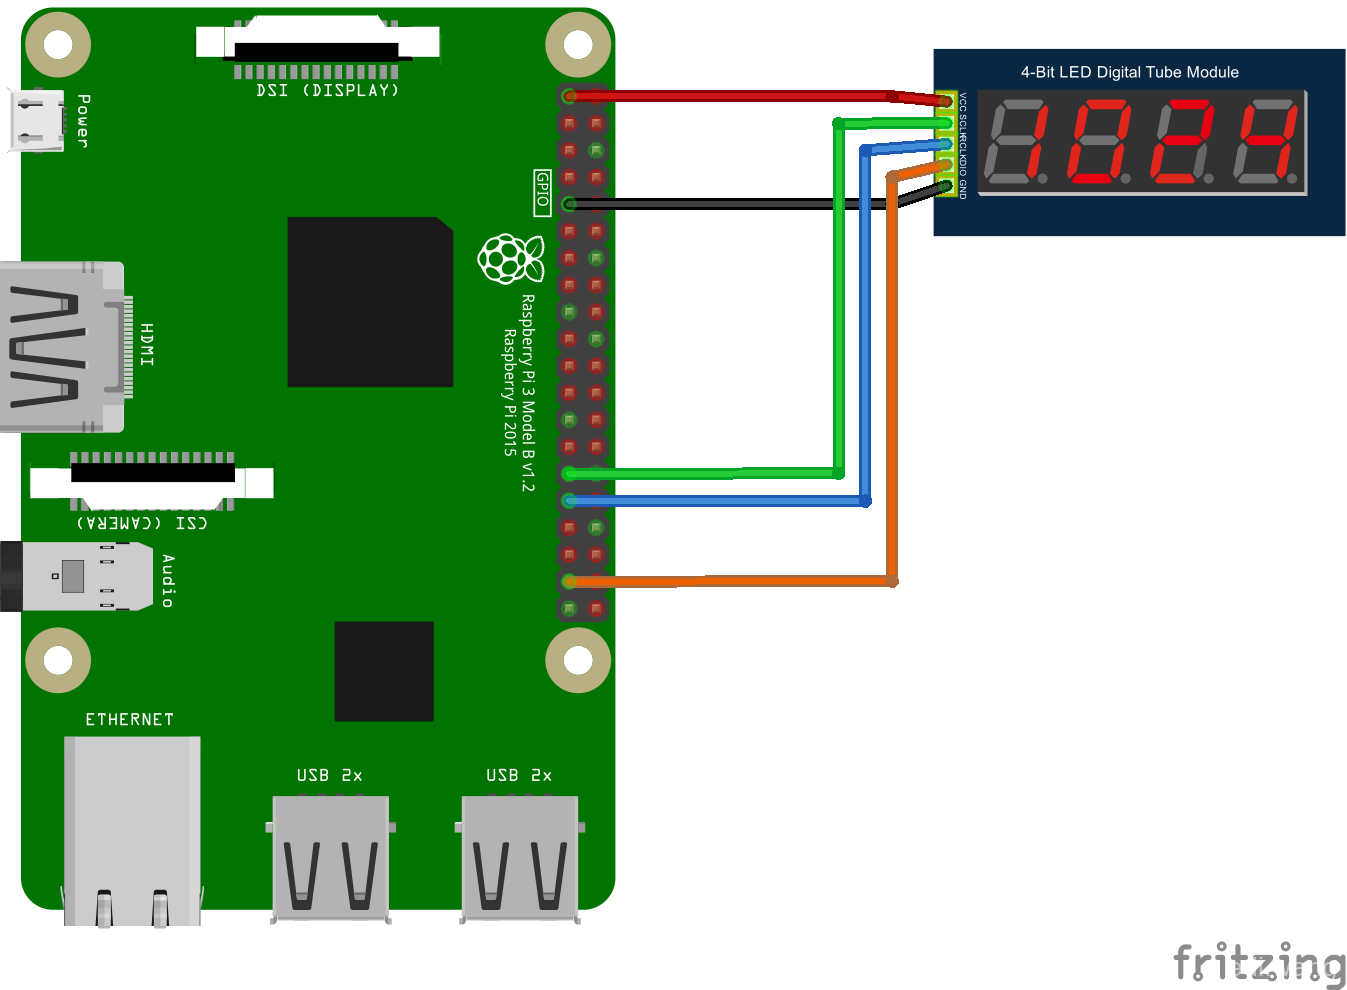 DSI (DISPLAY)
Power
4-Bit LED Digital Tube Module
VCC SCLK RCLK DIO GND
GPIO
HDMI
Raspberry Pi 3 Model B v1.2
Raspberry Pi 2015
CSI (CAMERA)
Audio
ETHERNET
USB 2x
USB 2x
fritzing